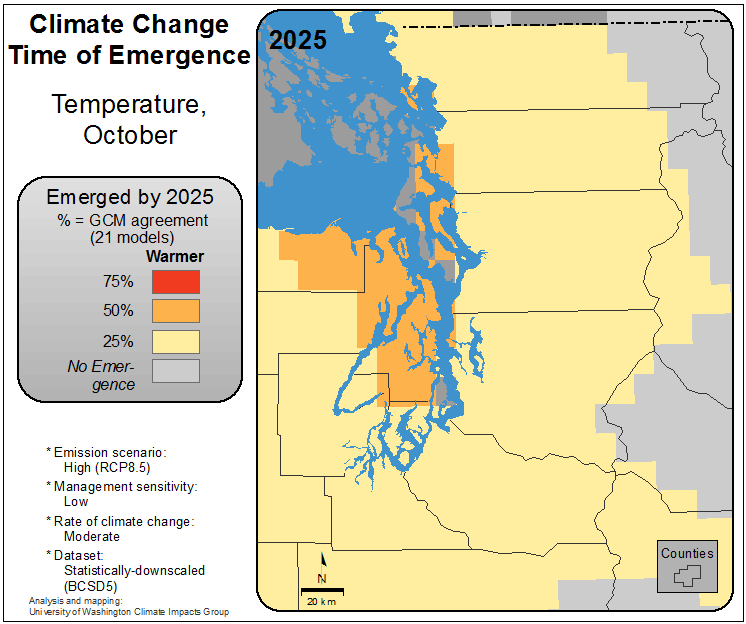 Climate Change
Time of Emergence
Temperature,
October
Emerged by 2025
% = GCM agreement
(21 models)
Warmer
75%
50%
25%
No Emer-
gence
* Emission scenario:
High (RCP8.5)
* Management sensitivity:
Low
* Rate of climate change:
Moderate
* Dataset:
Statistically-downscaled
(BCSD5)
Analysis and mapping:
University of Washington Climate Impacts Group
2025
N
20 km
Counties